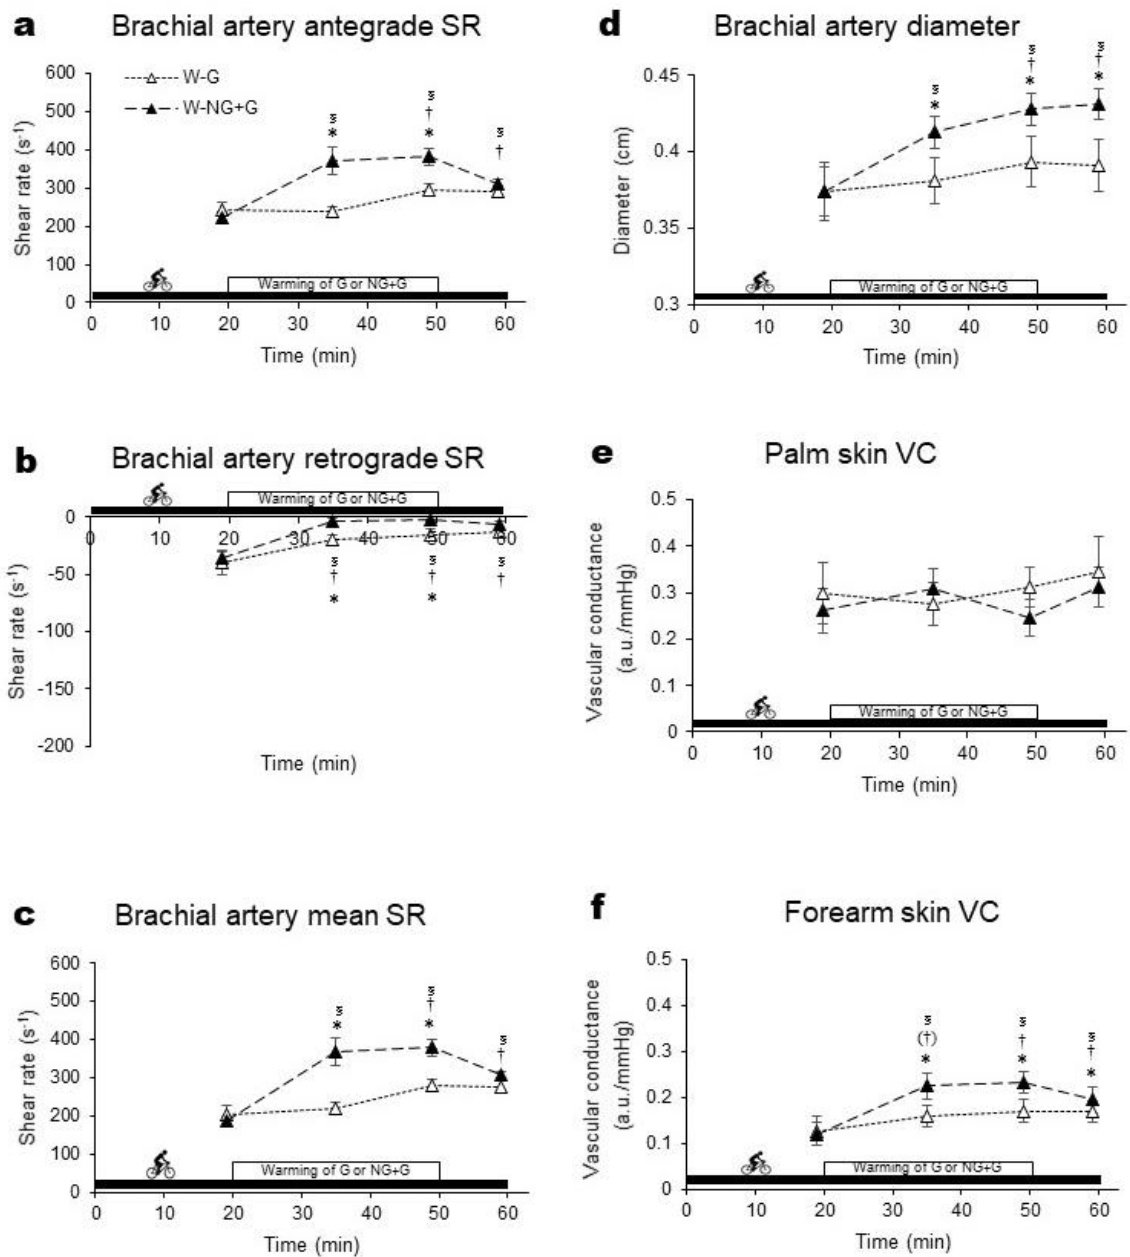 a Brachial artery antegrade SR
600
500
400
300
200
100
0
Shear rate (s⁻¹)
W-G
W-NG+G
§
*
§
†
*
§
†
Warming of G or NG+G
0 10 20 30 40 50 60
Time (min)
d Brachial artery diameter
0.45
0.4
0.35
0.3
Diameter (cm)
§
*
§
†
*
§
†
*
Warming of G or NG+G
0 10 20 30 40 50 60
Time (min)
b Brachial artery retrograde SR
Warming of G or NG+G
0
-50
-100
-150
-200
Shear rate (s⁻¹)
0 10 20 30 40 50 60
§
†
*
§
†
*
§
†
Time (min)
e Palm skin VC
0.5
0.4
0.3
0.2
0.1
0
Vascular conductance
(a.u./mmHg)
Warming of G or NG+G
0 10 20 30 40 50 60
Time (min)
c Brachial artery mean SR
600
500
400
300
200
100
0
Shear rate (s⁻¹)
§
*
§
†
*
§
†
Warming of G or NG+G
0 10 20 30 40 50 60
Time (min)
f Forearm skin VC
0.5
0.4
0.3
0.2
0.1
0
Vascular conductance
(a.u./mmHg)
§
(†)
*
§
†
*
§
†
*
Warming of G or NG+G
0 10 20 30 40 50 60
Time (min)